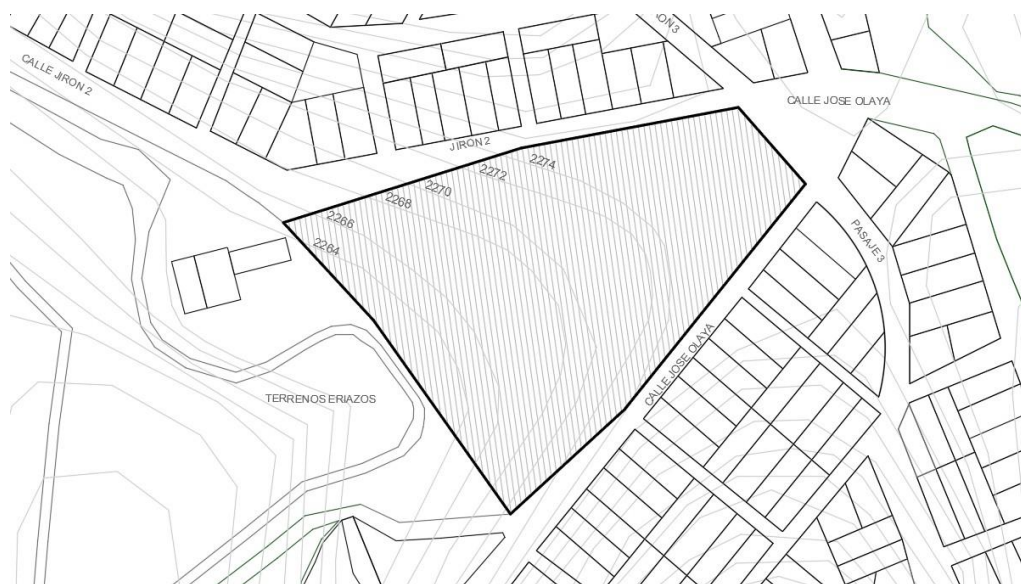 CALLE JIRON 2
JIRON 2
CALLE JOSE OLAYA
2274
2272
2270
2268
2266
2264
PASAJE 3
CALLE JOSE OLAYA
TERRENOS ERIAZOS